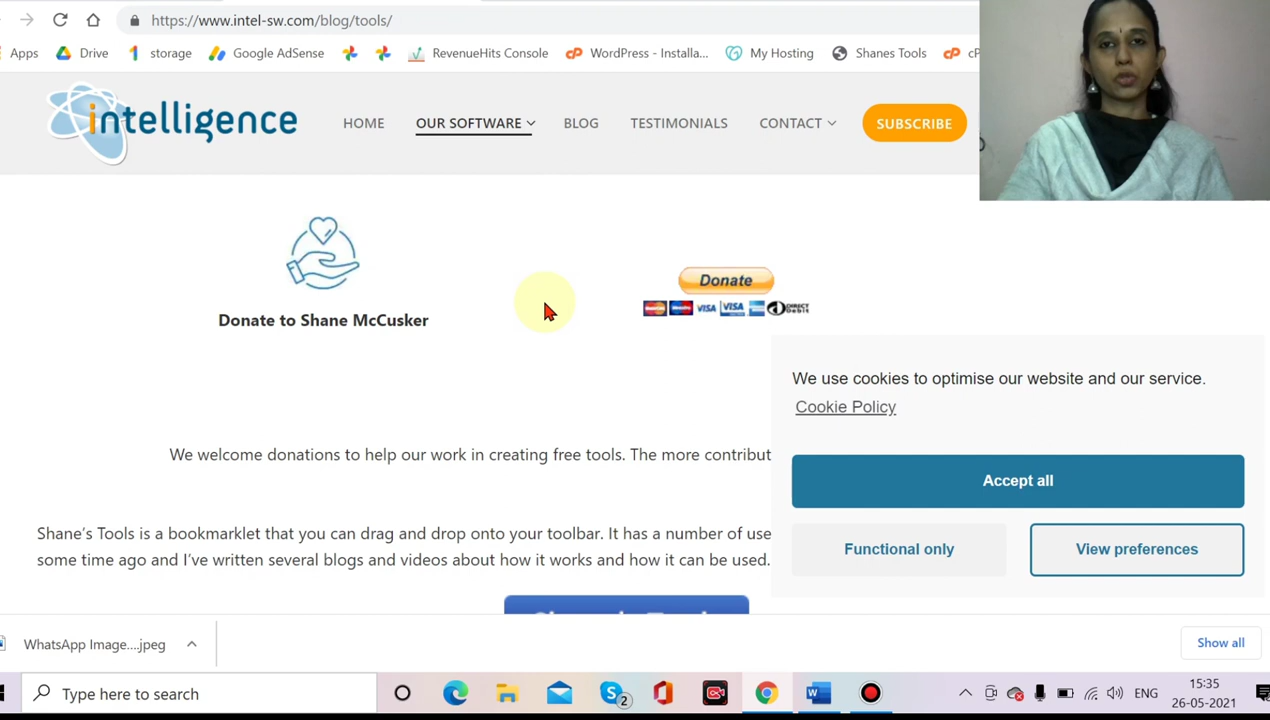 https://www.intel-sw.com/blog/tools/
Apps Drive storage Google AdSense RevenueHits Console WordPress - Installa... My Hosting Shanes Tools
intelligence HOME OUR SOFTWARE BLOG TESTIMONIALS CONTACT SUBSCRIBE
Donate
VISA VISA DIRECT Debit
Donate to Shane McCusker
We use cookies to optimise our website and our service.
Cookie Policy
We welcome donations to help our work in creating free tools. The more contribut
Accept all
Shane's Tools is a bookmarklet that you can drag and drop onto your toolbar. It has a number of use
some time ago and I've written several blogs and videos about how it works and how it can be used.
Functional only View preferences
WhatsApp Image....jpeg Show all
Type here to search 2 ENG 15:35
26-05-2021